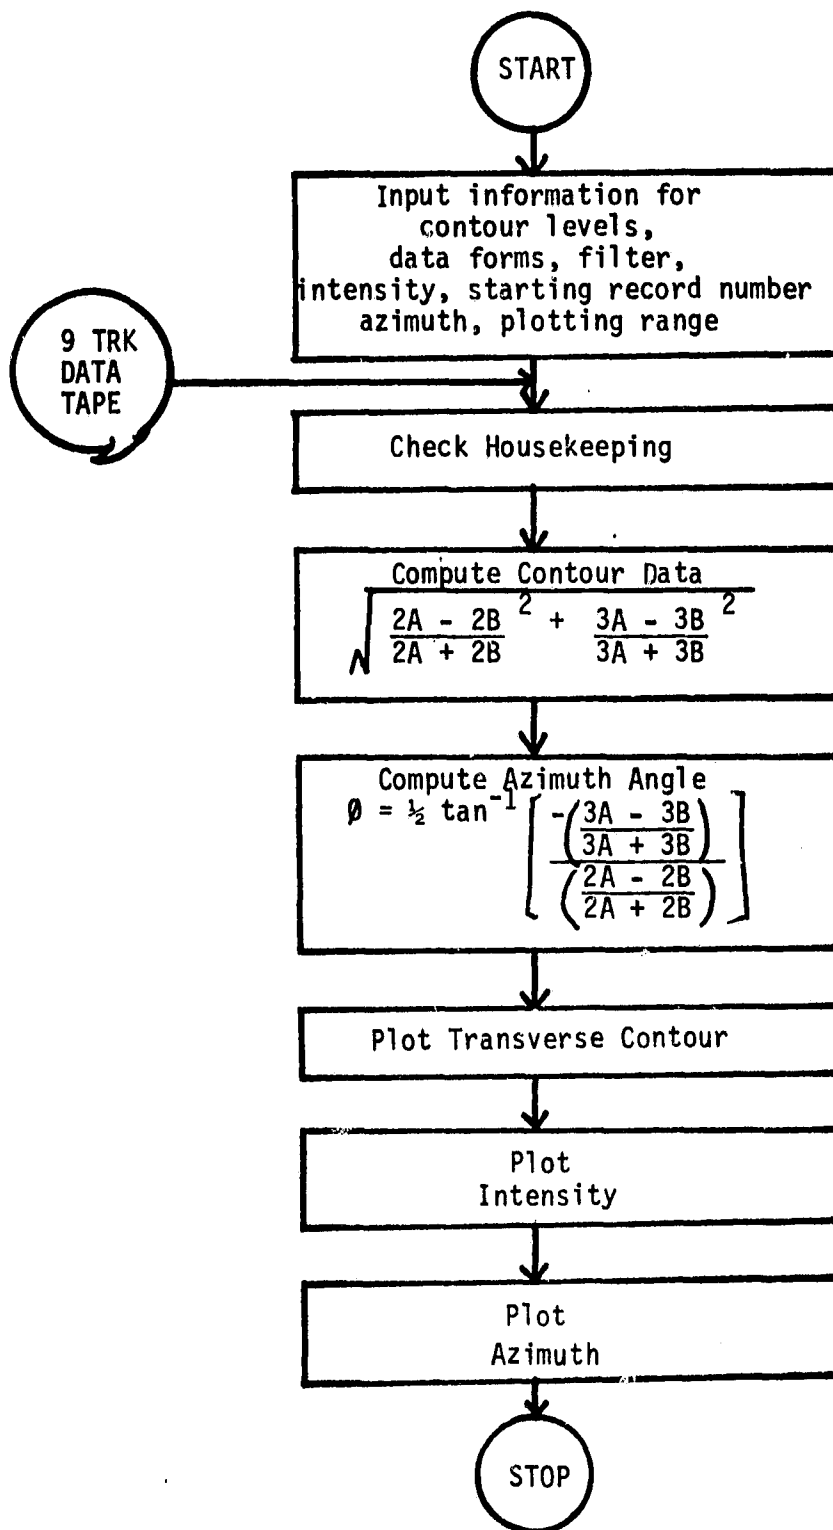 START
Input information for
contour levels,
data forms, filter,
intensity, starting record number
azimuth, plotting range
9 TRK
DATA
TAPE
Check Housekeeping
Compute Contour Data
√ 2A - 2B ² + 3A - 3B ²
2A + 2B 3A + 3B
Compute Azimuth Angle
Ø = ½ tan⁻¹ [ -(3A - 3B
3A + 3B)
(2A - 2B
2A + 2B) ]
Plot Transverse Contour
Plot
Intensity
Plot
Azimuth
STOP